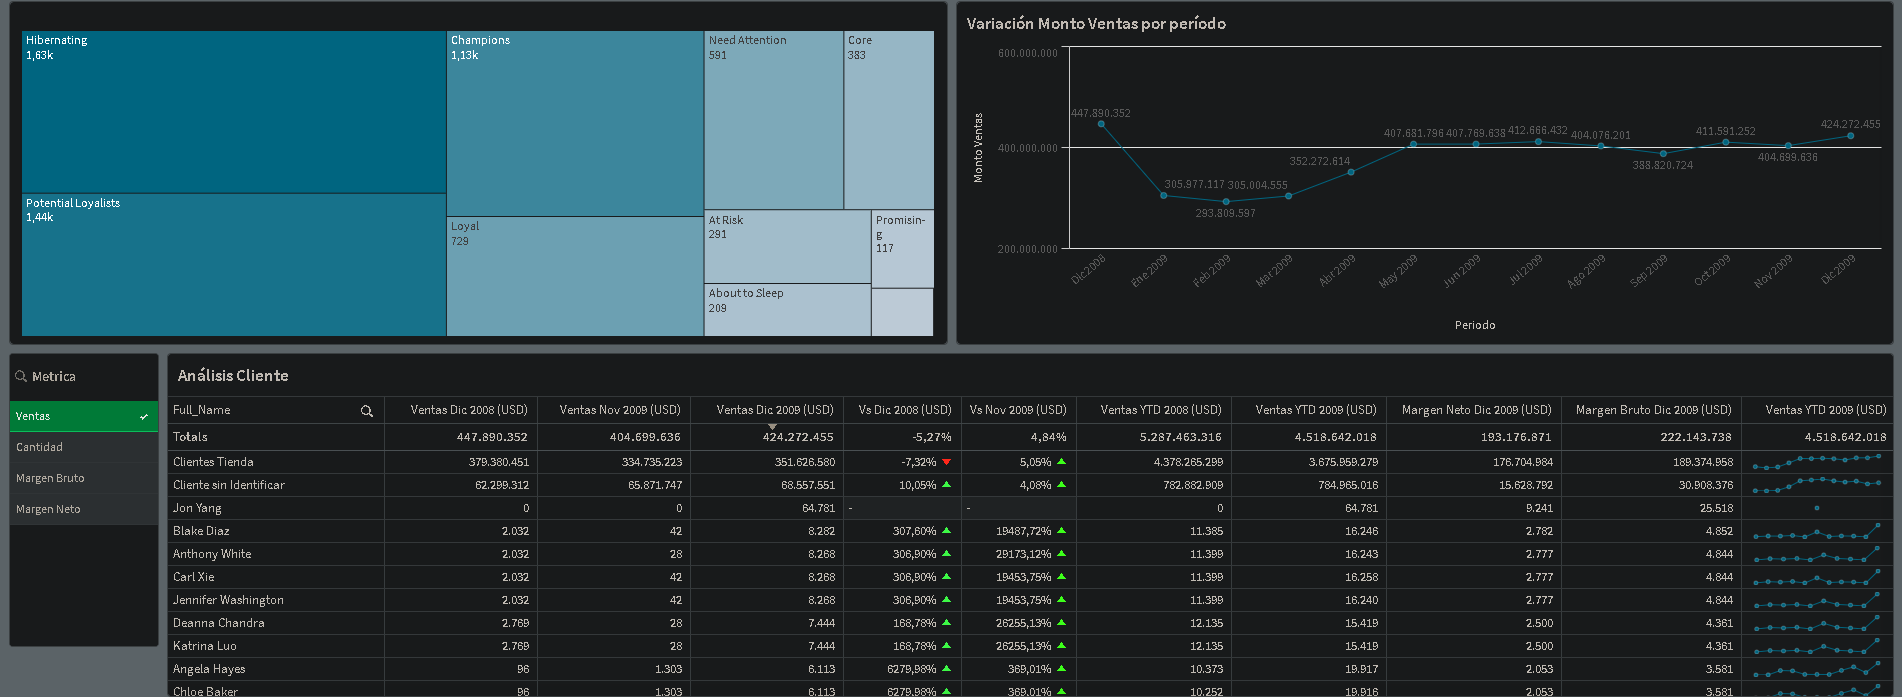 Hibernating
1,63k
Potential Loyalists
1,44k
Champions
1,13k
Loyal
729
Need Attention
591
Core
383
At Risk
291
About to Sleep
209
Promisin-
g
117
Variación Monto Ventas por período
Monto Ventas
600.000.000
400.000.000
200.000.000
447.890.352
305.977.117
293.809.597
305.004.555
352.272.614
407.681.796
407.769.638
412.666.432
404.076.201
388.820.724
411.591.252
404.699.636
424.272.455
Dic2008
Ene2009
Feb 2009
Mar2009
Abr 2009
May 2009
Jun 2009
Jul2009
Ago 2009
Sep2009
Oct2009
Nov 2009
Dic2009
Periodo
Metrica
Ventas
Cantidad
Margen Bruto
Margen Neto
Análisis Cliente
Full_Name Ventas Dic 2008 (USD) Ventas Nov 2009 (USD) Ventas Dic 2009 (USD) Vs Dic 2008 (USD) Vs Nov 2009 (USD) Ventas YTD 2008 (USD) Ventas YTD 2009 (USD) Margen Neto Dic 2009 (USD) Margen Bruto Dic 2009 (USD) Ventas YTD 2009 (USD)
Totals 447.890.352 404.699.636 424.272.455 -5,27% 4,84% 5.287.463.316 4.518.642.018 193.176.871 222.143.738 4.518.642.018
Clientes Tienda 379.380.451 334.735.223 351.626.580 -7,32% 5,05% 4.378.265.299 3.675.959.279 176.704.984 189.374.958
Cliente sin Identificar 62.299.312 65.871.747 68.557.551 10,05% 4,08% 782.882.909 784.965.016 15.628.792 30.908.376
Jon Yang 0 0 64.781 - - 0 64.781 9.241 25.518
Blake Diaz 2.032 42 8.282 307,60% 19487,72% 11.385 16.246 2.782 4.852
Anthony White 2.032 28 8.268 306,90% 29173,12% 11.399 16.243 2.777 4.844
Carl Xie 2.032 42 8.268 306,90% 19453,75% 11.399 16.258 2.777 4.844
Jennifer Washington 2.032 42 8.268 306,90% 19453,75% 11.399 16.240 2.777 4.844
Deanna Chandra 2.769 28 7.444 168,78% 26255,13% 12.135 15.419 2.500 4.361
Katrina Luo 2.769 28 7.444 168,78% 26255,13% 12.135 15.419 2.500 4.361
Angela Hayes 96 1.303 6.113 6279,98% 369,01% 10.373 19.917 2.053 3.581
Chloe Baker 96 1.303 6.113 6279,98% 369,01% 10.252 19.916 2.053 3.581